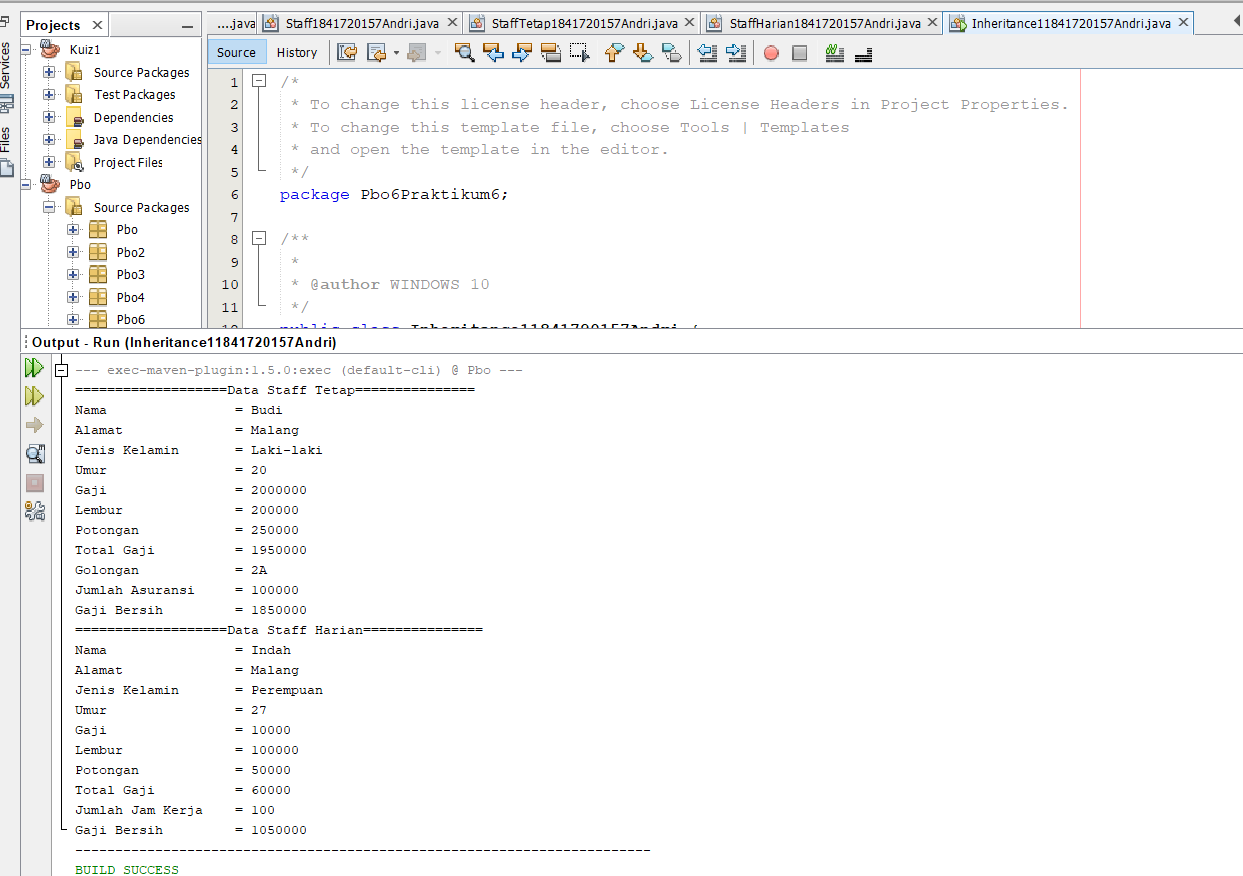 Projects
...java
Staff1841720157Andri.java
StaffTetap1841720157Andri.java
StaffHarian1841720157Andri.java
Inheritance11841720157Andri.java
Services
Files
Kuiz1
Source Packages
Test Packages
Dependencies
Java Dependencies
Project Files
Pbo
Source Packages
Pbo
Pbo2
Pbo3
Pbo4
Pbo6
Source History
1 /*
2 * To change this license header, choose License Headers in Project Properties.
3 * To change this template file, choose Tools | Templates
4 * and open the template in the editor.
5 */
6 package Pbo6Praktikum6;
7
8 /**
9 *
10 * @author WINDOWS 10
11 */
12 public class Inheritance11841720157Andri {
Output - Run (Inheritance11841720157Andri)
--- exec-maven-plugin:1.5.0:exec (default-cli) @ Pbo ---
===================Data Staff Tetap===============
Nama = Budi
Alamat = Malang
Jenis Kelamin = Laki-laki
Umur = 20
Gaji = 2000000
Lembur = 200000
Potongan = 250000
Total Gaji = 1950000
Golongan = 2A
Jumlah Asuransi = 100000
Gaji Bersih = 1850000
===================Data Staff Harian===============
Nama = Indah
Alamat = Malang
Jenis Kelamin = Perempuan
Umur = 27
Gaji = 10000
Lembur = 100000
Potongan = 50000
Total Gaji = 60000
Jumlah Jam Kerja = 100
Gaji Bersih = 1050000
------------------------------------------------------------------------
BUILD SUCCESS